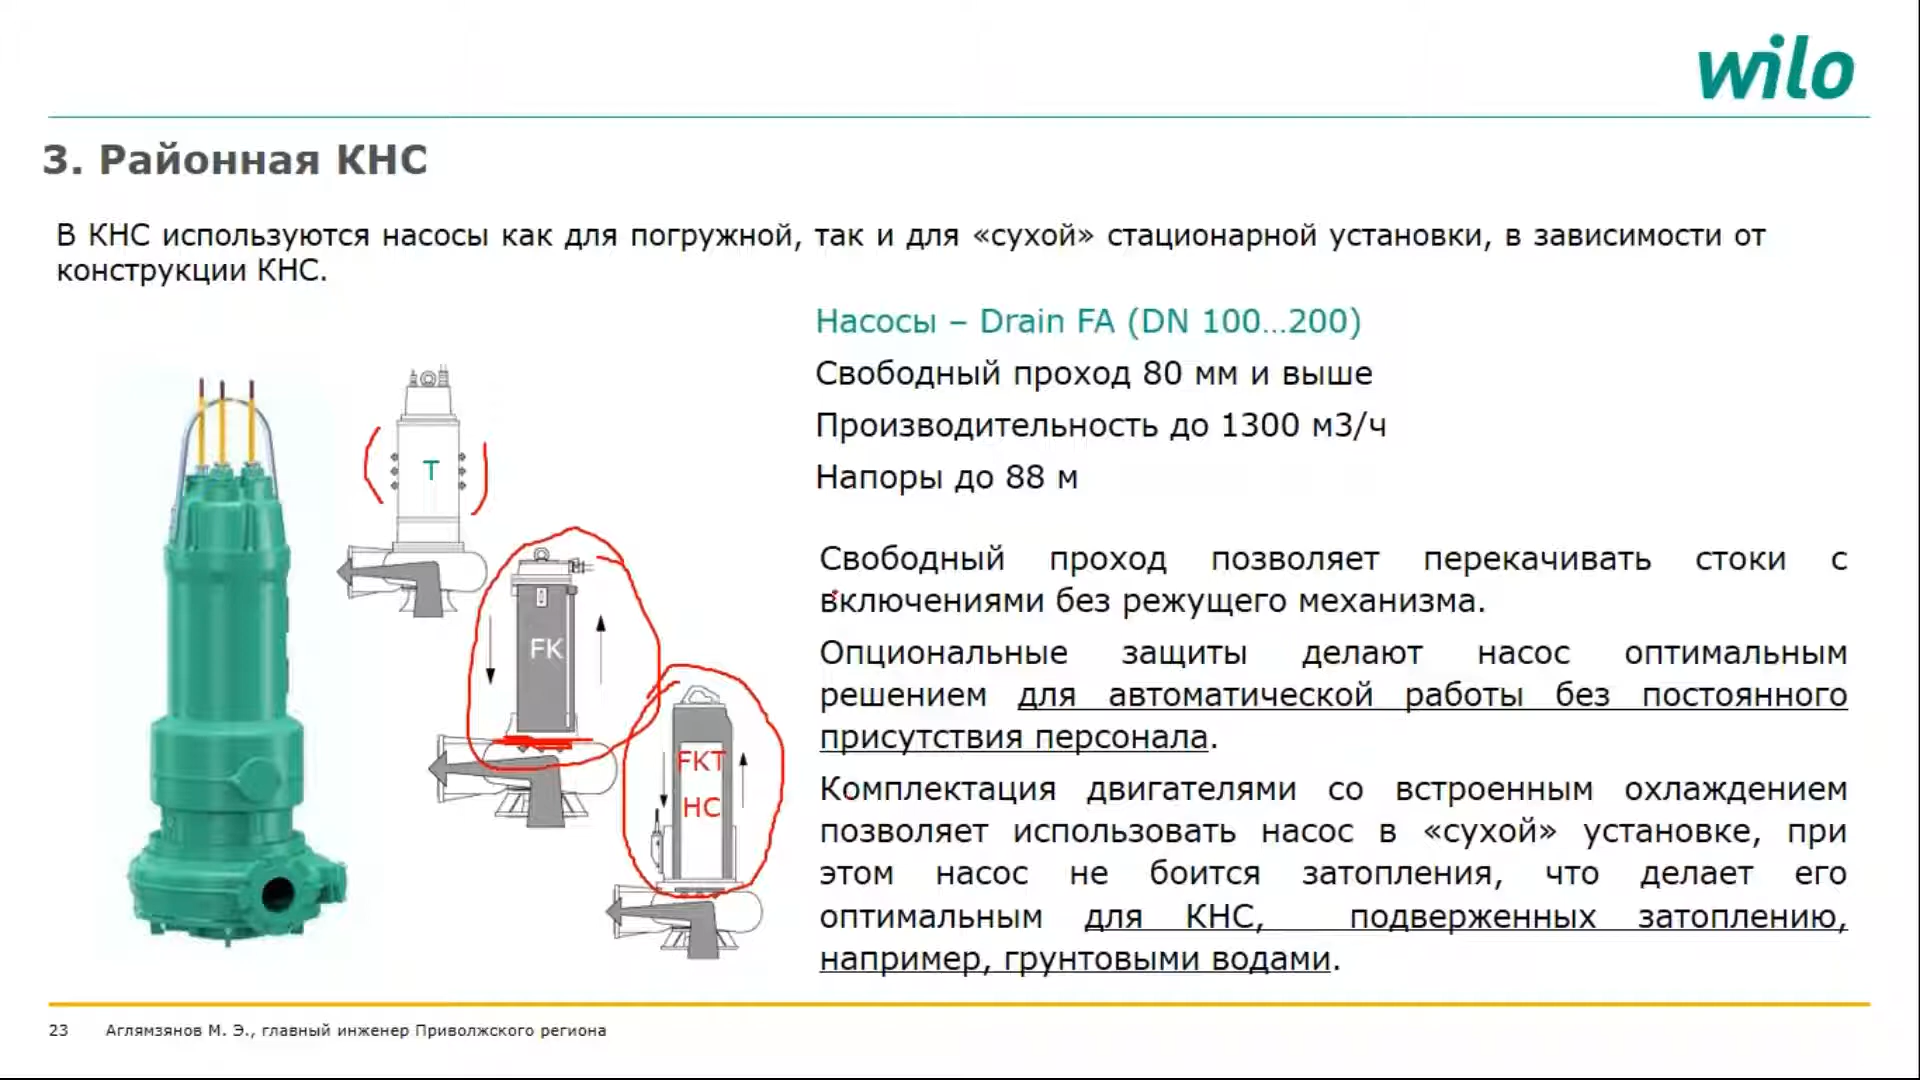 wilo
3. Районная КНС
В КНС используются насосы как для погружной, так и для «сухой» стационарной установки, в зависимости от
конструкции КНС.
Насосы – Drain FA (DN 100…200)
Свободный проход 80 мм и выше
Производительность до 1300 м3/ч
Напоры до 88 м
T
FK
FKT
HC
Свободный проход позволяет перекачивать стоки с
включениями без режущего механизма.
Опциональные защиты делают насос оптимальным
решением для автоматической работы без постоянного
присутствия персонала.
Комплектация двигателями со встроенным охлаждением
позволяет использовать насос в «сухой» установке, при
этом насос не боится затопления, что делает его
оптимальным для КНС, подверженных затоплению,
например, грунтовыми водами.
23 Аглямзянов М. Э., главный инженер Приволжского региона